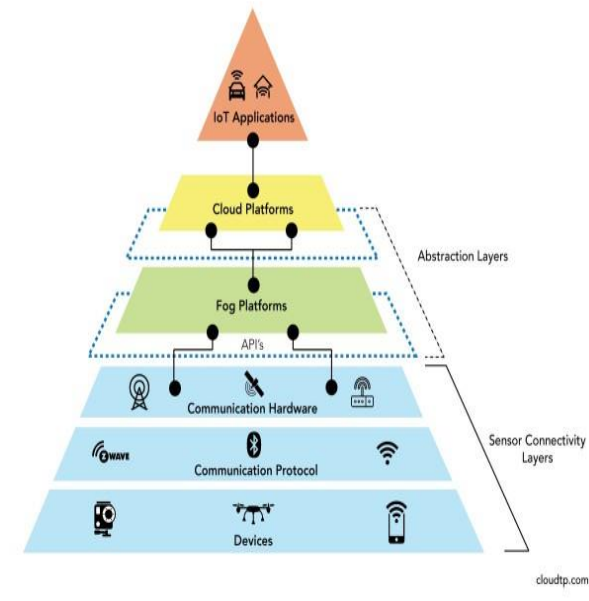 IoT Applications
Cloud Platforms
Abstraction Layers
Fog Platforms
API's
Communication Hardware
Sensor Connectivity
Layers
Z WAVE
Communication Protocol
Devices
cloudtp.com